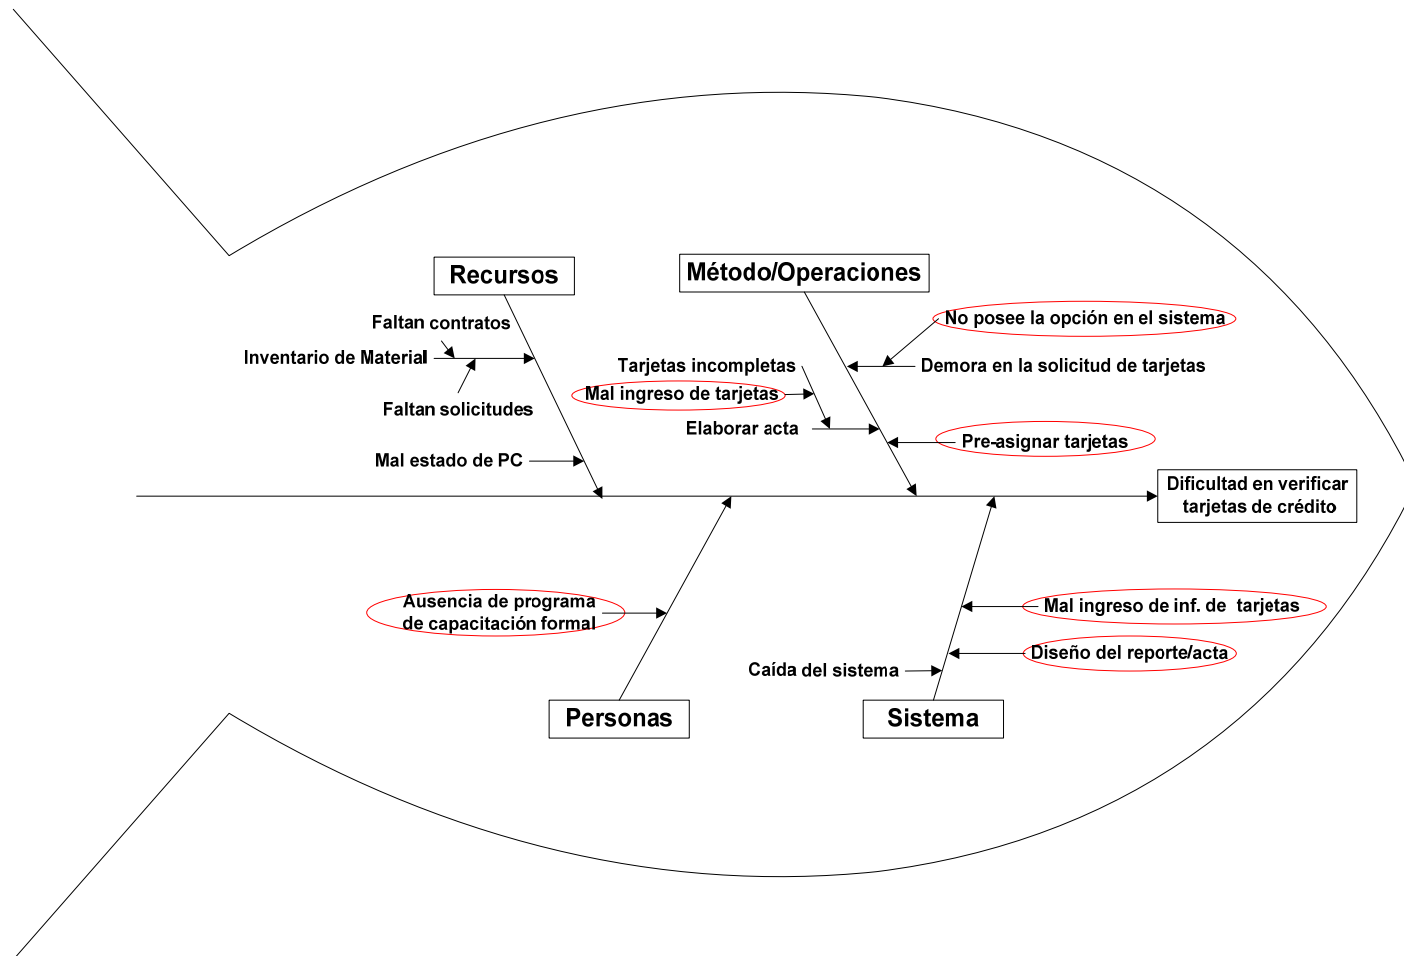 Recursos
Método/Operaciones
Faltan contratos
No posee la opción en el sistema
Inventario de Material
Tarjetas incompletas
Demora en la solicitud de tarjetas
Mal ingreso de tarjetas
Faltan solicitudes
Elaborar acta
Pre-asignar tarjetas
Mal estado de PC
Dificultad en verificar
tarjetas de crédito
Ausencia de programa
de capacitación formal
Mal ingreso de inf. de tarjetas
Diseño del reporte/acta
Caída del sistema
Personas
Sistema